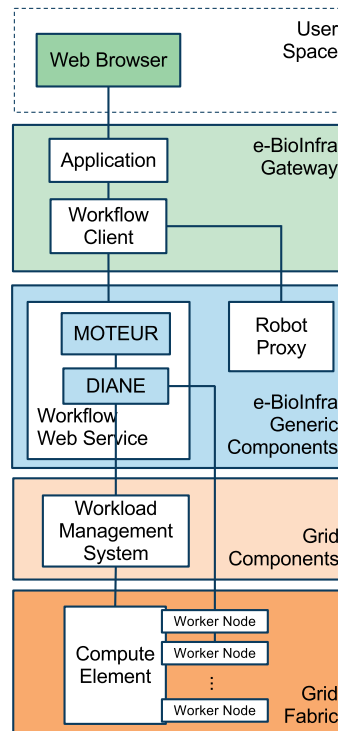 User
Space
Web Browser
e-BioInfra
Gateway
Application
Workflow
Client
MOTEUR
Robot
Proxy
DIANE
Workflow
Web Service
e-BioInfra
Generic
Components
Workload
Management
System
Grid
Components
Worker Node
Compute
Element
Worker Node
...
Worker Node
Grid
Fabric